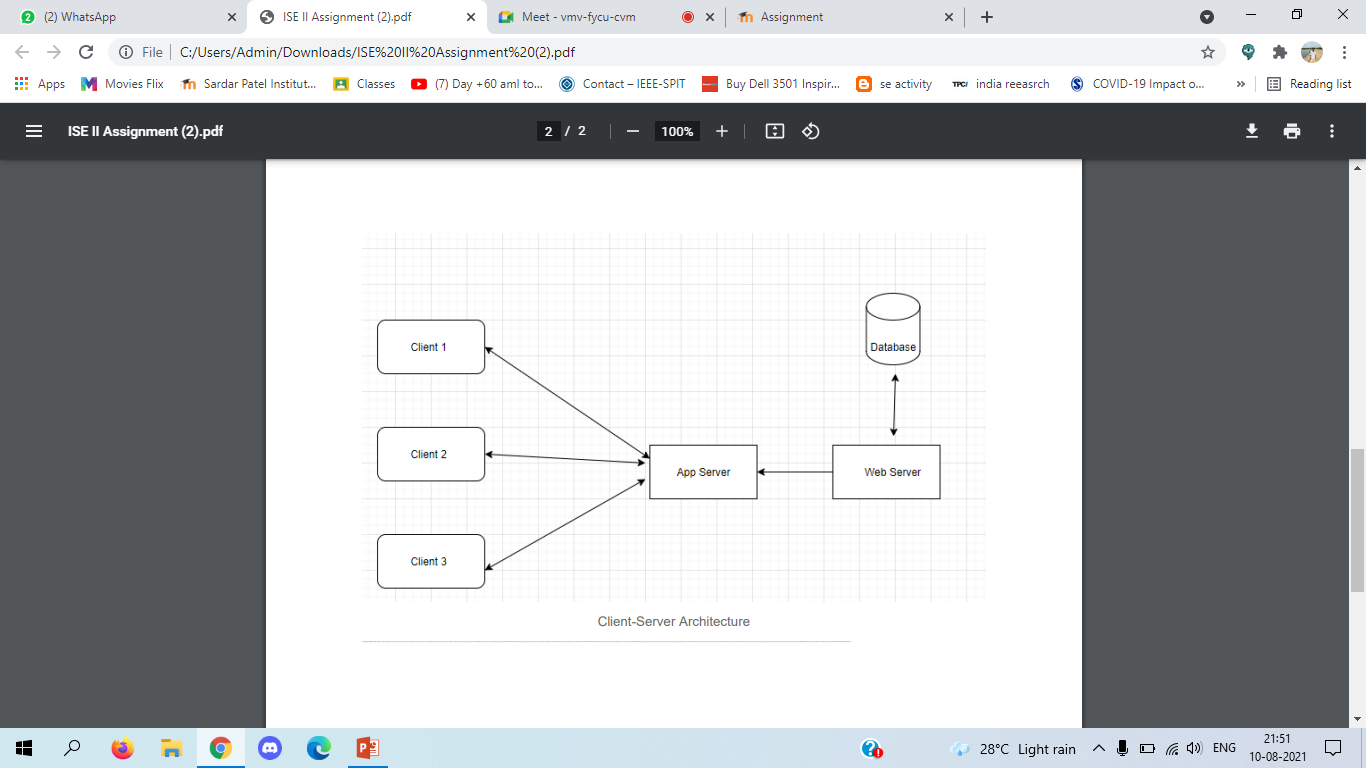 (2) WhatsApp
ISE II Assignment (2).pdf
Meet - vmv-fycu-cvm
Assignment
File
C:/Users/Admin/Downloads/ISE%20II%20Assignment%20(2).pdf
Apps
Movies Flix
Sardar Patel Institut...
Classes
(7) Day +60 aml to...
Contact – IEEE-SPIT
Buy Dell 3501 Inspir...
se activity
TPCI
india reeasrch
COVID-19 Impact o...
»
Reading list
ISE II Assignment (2).pdf
2 / 2
100%
Database
Client 1
Client 2
App Server
Web Server
Client 3
Client-Server Architecture
28°C Light rain
ENG
21:51
10-08-2021